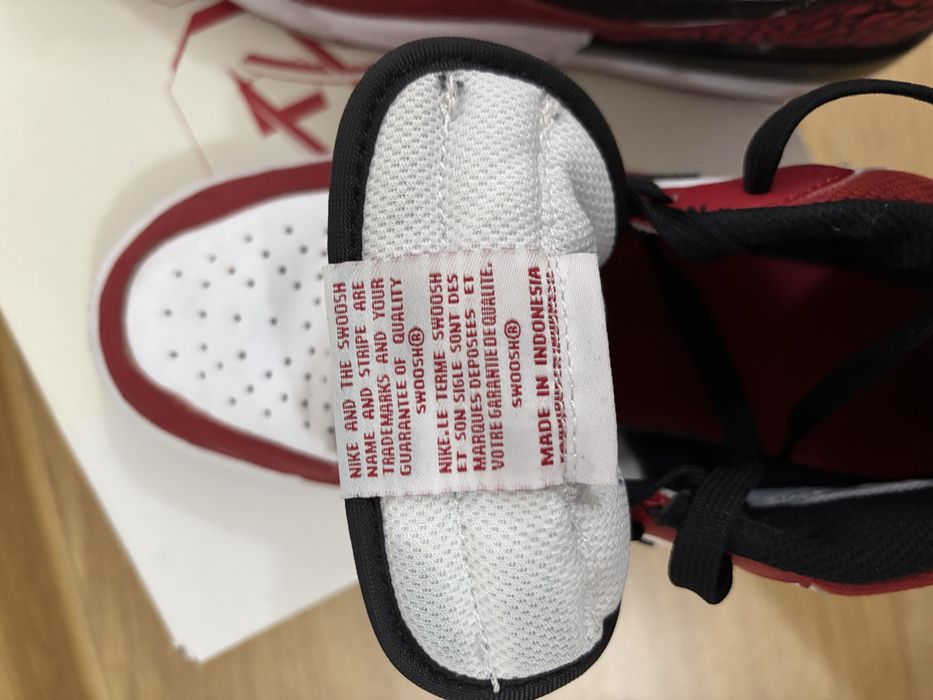 NIKE AND THE SWOOSH
NAME AND STRIPE ARE
TRADEMARKS AND YOUR
GUARANTEE OF QUALITY
SWOOSH®
NIKE.LE TERME SWOOSH
ET SON SIGLE SONT DES
MARQUES DEPOSEES ET
VOTRE GARANTIE DE QUALITE.
SWOOSH®
MADE IN INDONESIA